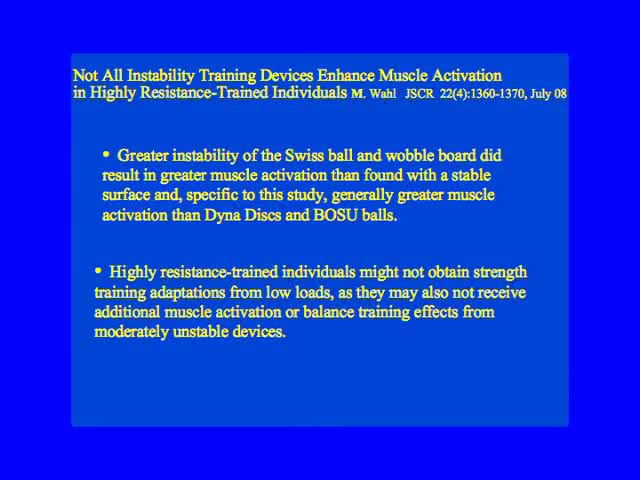 Not All Instability Training Devices Enhance Muscle Activation
in Highly Resistance-Trained Individuals M. Wahl JSCR 22(4):1360-1370, July 08
• Greater instability of the Swiss ball and wobble board did
result in greater muscle activation than found with a stable
surface and, specific to this study, generally greater muscle
activation than Dyna Discs and BOSU balls.
• Highly resistance-trained individuals might not obtain strength
training adaptations from low loads, as they may also not receive
additional muscle activation or balance training effects from
moderately unstable devices.